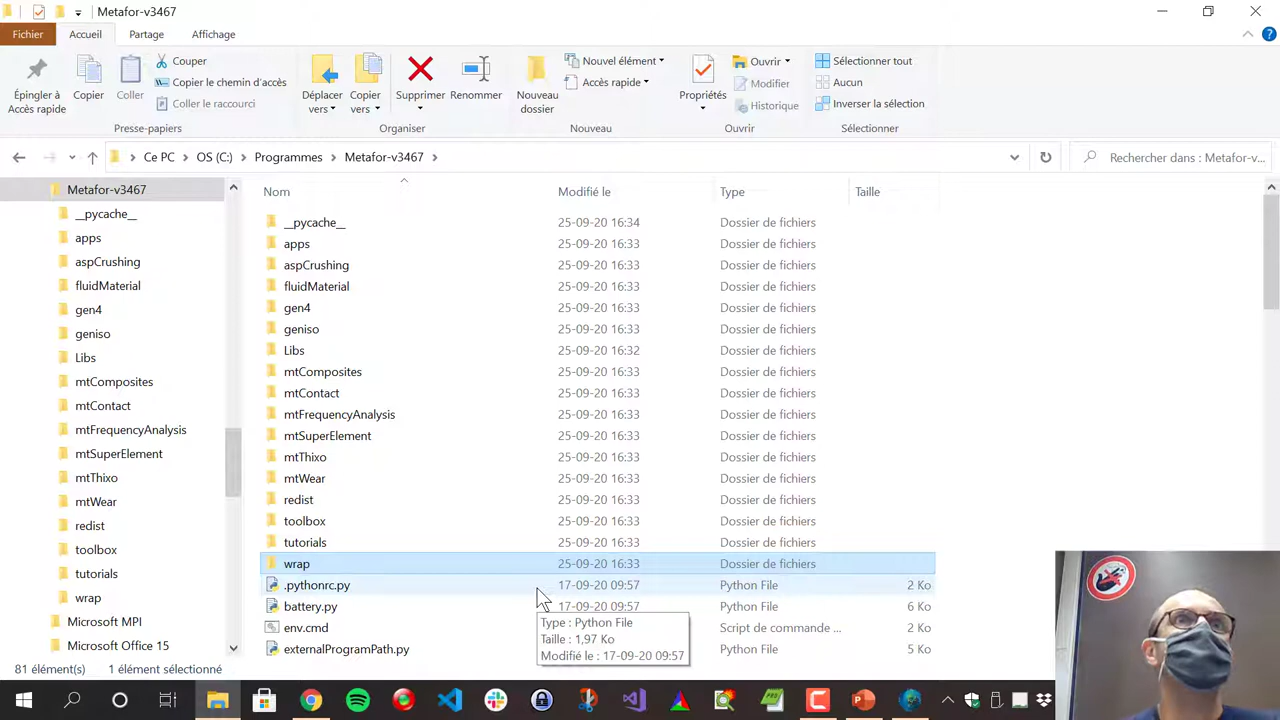 Metafor-v3467
Fichier Accueil Partage Affichage
Épingler à Accès rapide
Copier
Coller
Couper
Copier le chemin d'accès
Coller le raccourci
Presse-papiers
Déplacer vers
Copier vers
Supprimer
Renommer
Organiser
Nouveau dossier
Nouvel élément
Accès rapide
Nouveau
Propriétés
Ouvrir
Modifier
Historique
Ouvrir
Sélectionner tout
Aucun
Inverser la sélection
Sélectionner
Ce PC > OS (C:) > Programmes > Metafor-v3467 >
Rechercher dans : Metafor-v...
Metafor-v3467
__pycache__
apps
aspCrushing
fluidMaterial
gen4
geniso
Libs
mtComposites
mtContact
mtFrequencyAnalysis
mtSuperElement
mtThixo
mtWear
redist
toolbox
tutorials
wrap
Microsoft MPI
Microsoft Office 15
Nom Modifié le Type Taille
__pycache__ 25-09-20 16:34 Dossier de fichiers
apps 25-09-20 16:33 Dossier de fichiers
aspCrushing 25-09-20 16:33 Dossier de fichiers
fluidMaterial 25-09-20 16:33 Dossier de fichiers
gen4 25-09-20 16:33 Dossier de fichiers
geniso 25-09-20 16:33 Dossier de fichiers
Libs 25-09-20 16:32 Dossier de fichiers
mtComposites 25-09-20 16:33 Dossier de fichiers
mtContact 25-09-20 16:33 Dossier de fichiers
mtFrequencyAnalysis 25-09-20 16:33 Dossier de fichiers
mtSuperElement 25-09-20 16:33 Dossier de fichiers
mtThixo 25-09-20 16:33 Dossier de fichiers
mtWear 25-09-20 16:33 Dossier de fichiers
redist 25-09-20 16:33 Dossier de fichiers
toolbox 25-09-20 16:33 Dossier de fichiers
tutorials 25-09-20 16:33 Dossier de fichiers
wrap 25-09-20 16:33 Dossier de fichiers
.pythonrc.py 17-09-20 09:57 Python File 2 Ko
battery.py 17-09-20 09:57 Python File 6 Ko
env.cmd Script de commande ... 2 Ko
externalProgramPath.py Python File 5 Ko
Type : Python File
Taille : 1,97 Ko
Modifié le : 17-09-20 09:57
81 élément(s) 1 élément sélectionné